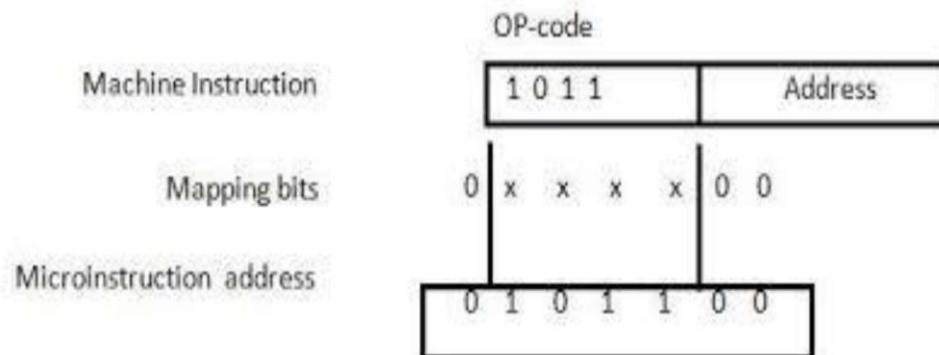 OP-code
Machine Instruction 1 0 1 1 Address
Mapping bits 0 x x x x 0 0
Microinstruction address 0 1 0 1 1 0 0